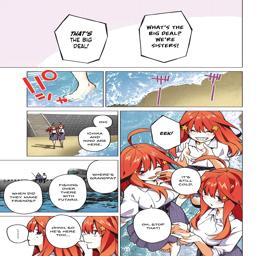 WHAT'S
THE BIG
DEAL?
WE'RE
SISTERS!
THAT'S
THE BIG
DEAL!
EEK!
IT'S
STILL
COLD.
OH, STOP
THAT!
OH!
ICHIKA
AND
NINO ARE
HERE.
WHERE'S
GRANDPA?
FISHING
OVER
THERE
WITH
FUTARO.
WHEN DID
THEY MAKE
FRIENDS?
OHHH, SO
HE'S HERE
TOO...